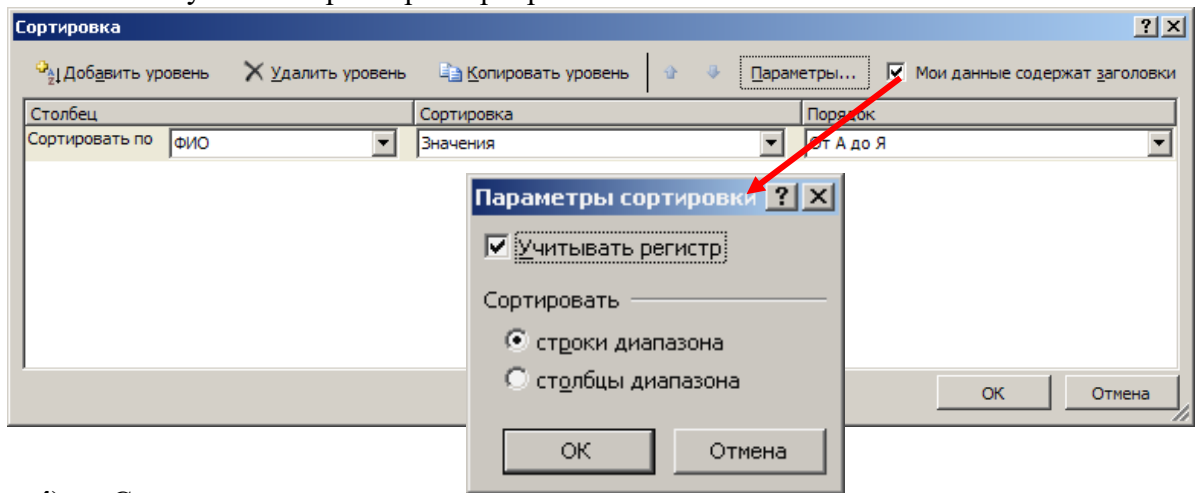 Сортировка
Добавить уровень Удалить уровень Копировать уровень Параметры... Мои данные содержат заголовки
Столбец Сортировка Порядок
Сортировать по ФИО Значения От А до Я
Параметры сортировки
Учитывать регистр
Сортировать
строки диапазона
столбцы диапазона
ОК Отмена
ОК Отмена